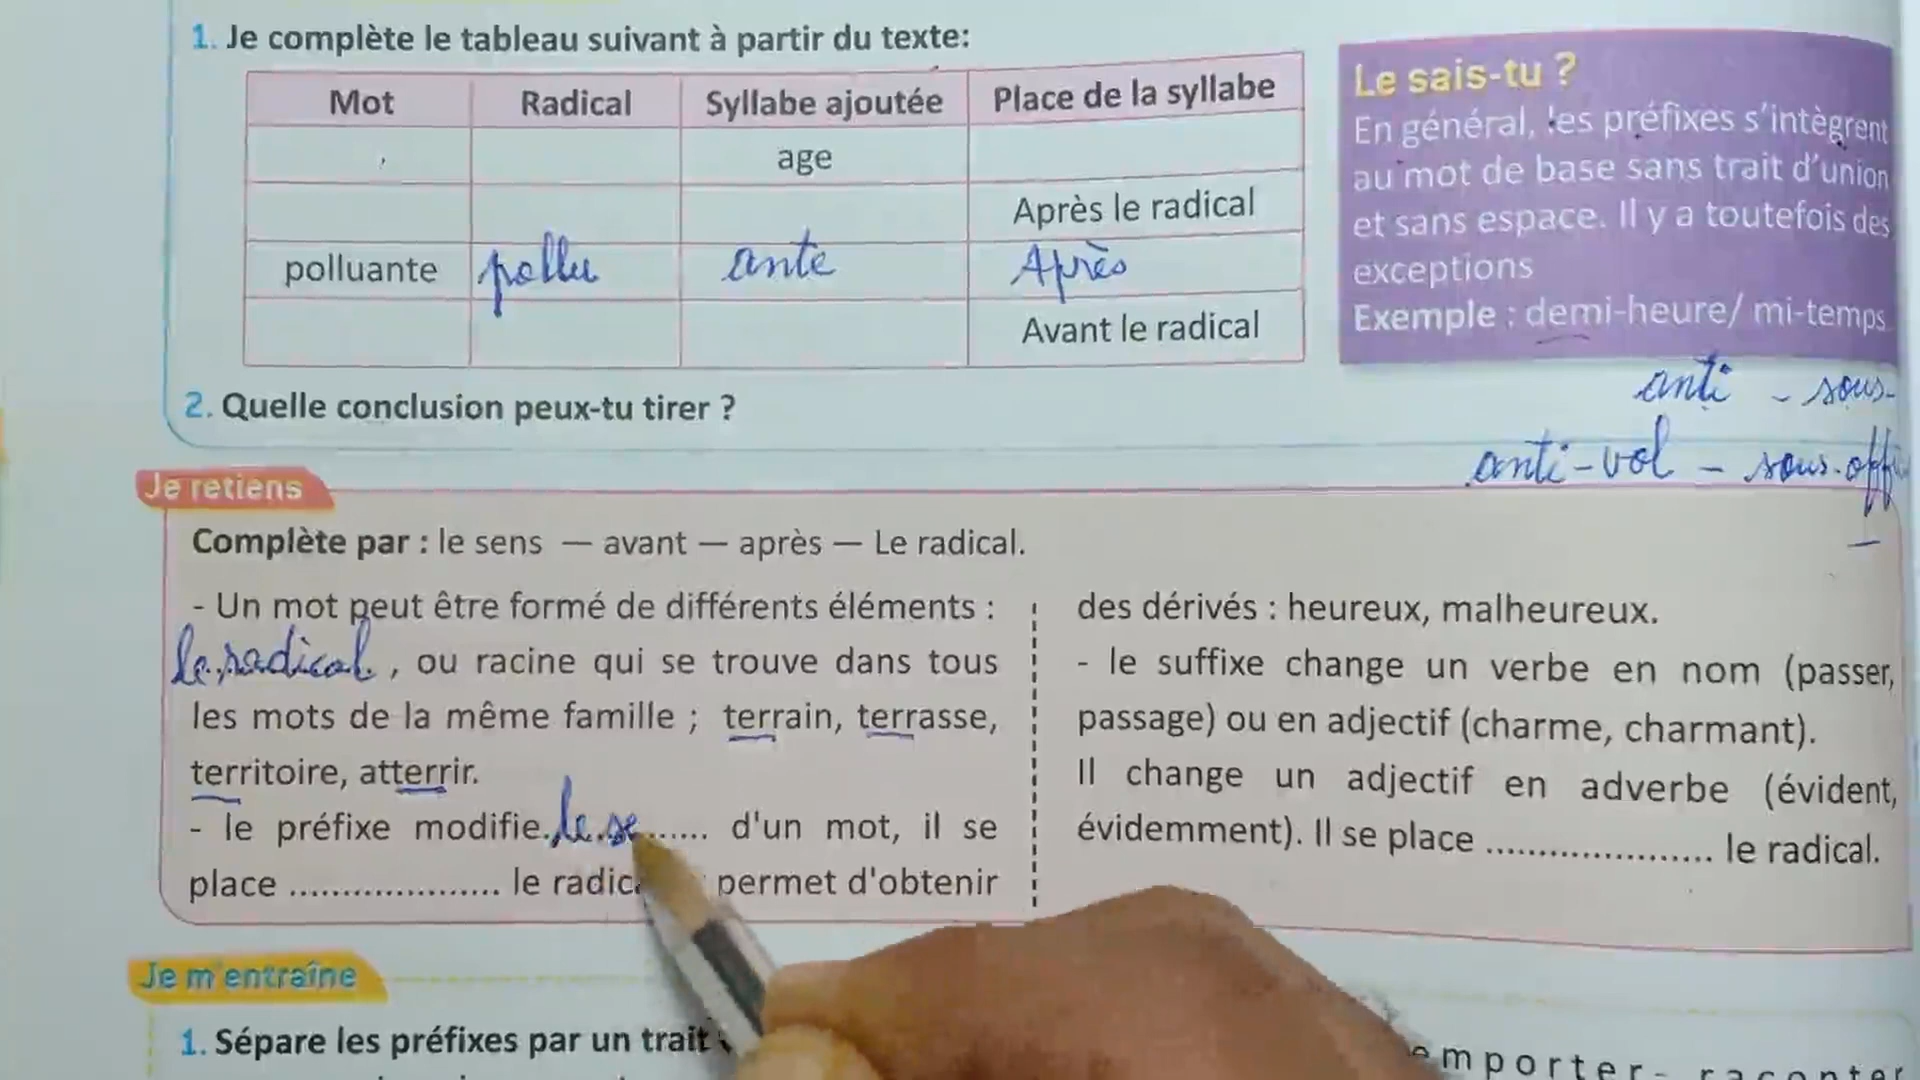 1. Je complète le tableau suivant à partir du texte:
Mot Radical Syllabe ajoutée Place de la syllabe
age
Après le radical
polluante pollu ante Après
Avant le radical
2. Quelle conclusion peux-tu tirer ?
Le sais-tu ?
En général, les préfixes s'intègrent
au mot de base sans trait d'union
et sans espace. Il y a toutefois des
exceptions
Exemple : demi-heure/ mi-temps
anti - sous-
anti-vol - sous-offi
Je retiens
Complète par : le sens — avant — après — Le radical.
- Un mot peut être formé de différents éléments :
le radical, ou racine qui se trouve dans tous
les mots de la même famille ; terrain, terrasse,
territoire, atterrir.
- le préfixe modifie le se....... d'un mot, il se
place .................... le permet d'obtenir
des dérivés : heureux, malheureux.
- le suffixe change un verbe en nom (passer,
passage) ou en adjectif (charme, charmant).
Il change un adjectif en adverbe (évident,
évidemment). Il se place ...................... le radical.
Je m'entraîne
1. Sépare les préfixes par un trait
emporter- raconter